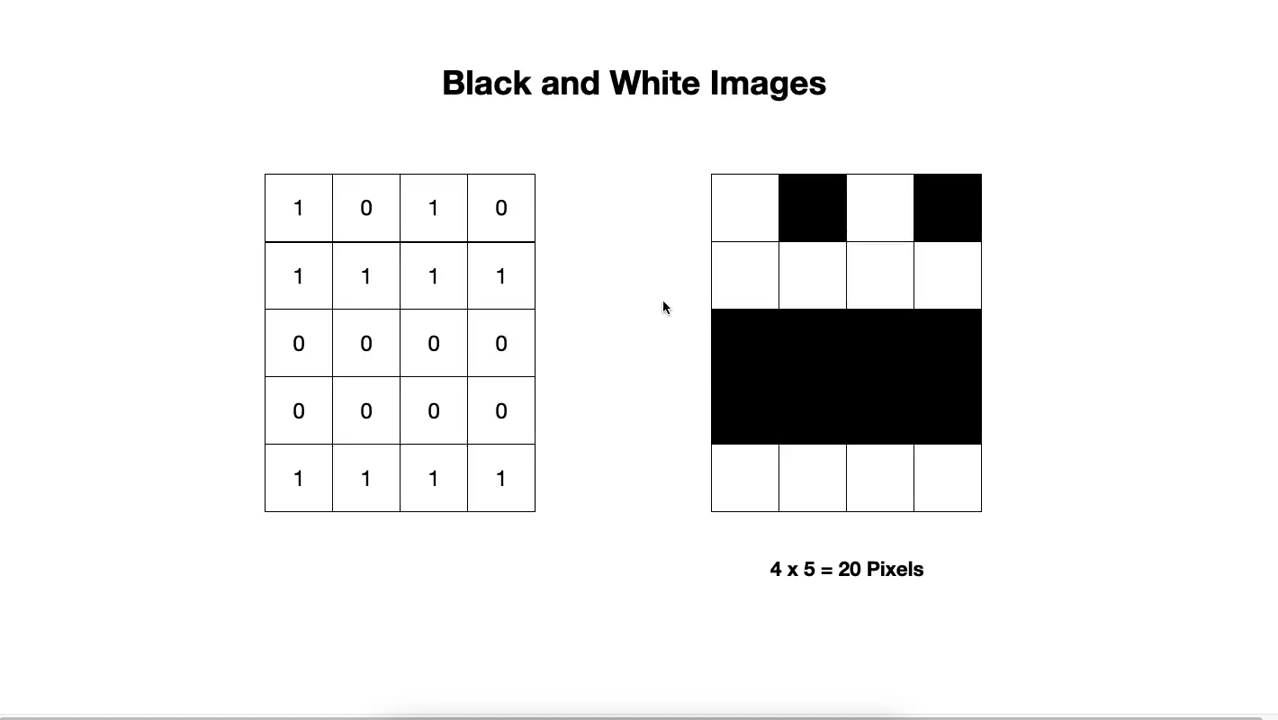 Black and White Images
1 0 1 0
1 1 1 1
0 0 0 0
0 0 0 0
1 1 1 1
4 x 5 = 20 Pixels